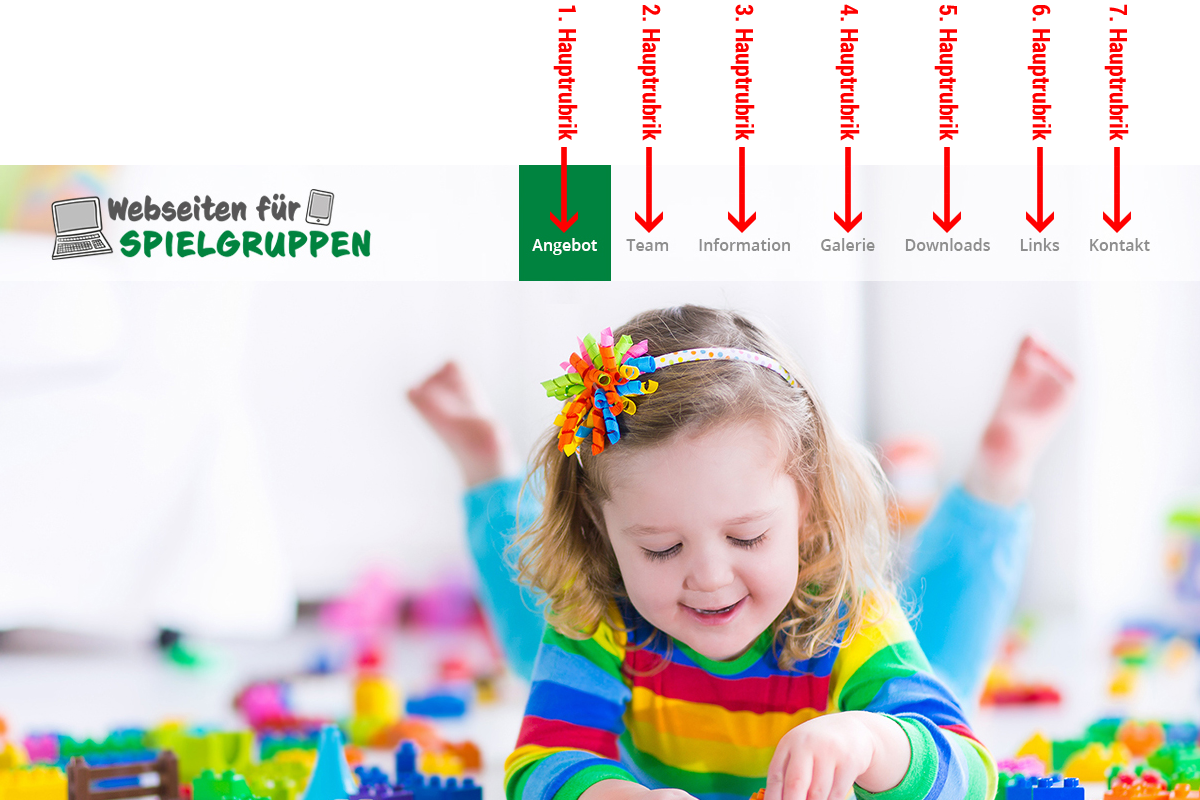 1. Hauptrubrik
2. Hauptrubrik
3. Hauptrubrik
4. Hauptrubrik
5. Hauptrubrik
6. Hauptrubrik
7. Hauptrubrik
Webseiten für
SPIELGRUPPEN
Angebot Team Information Galerie Downloads Links Kontakt